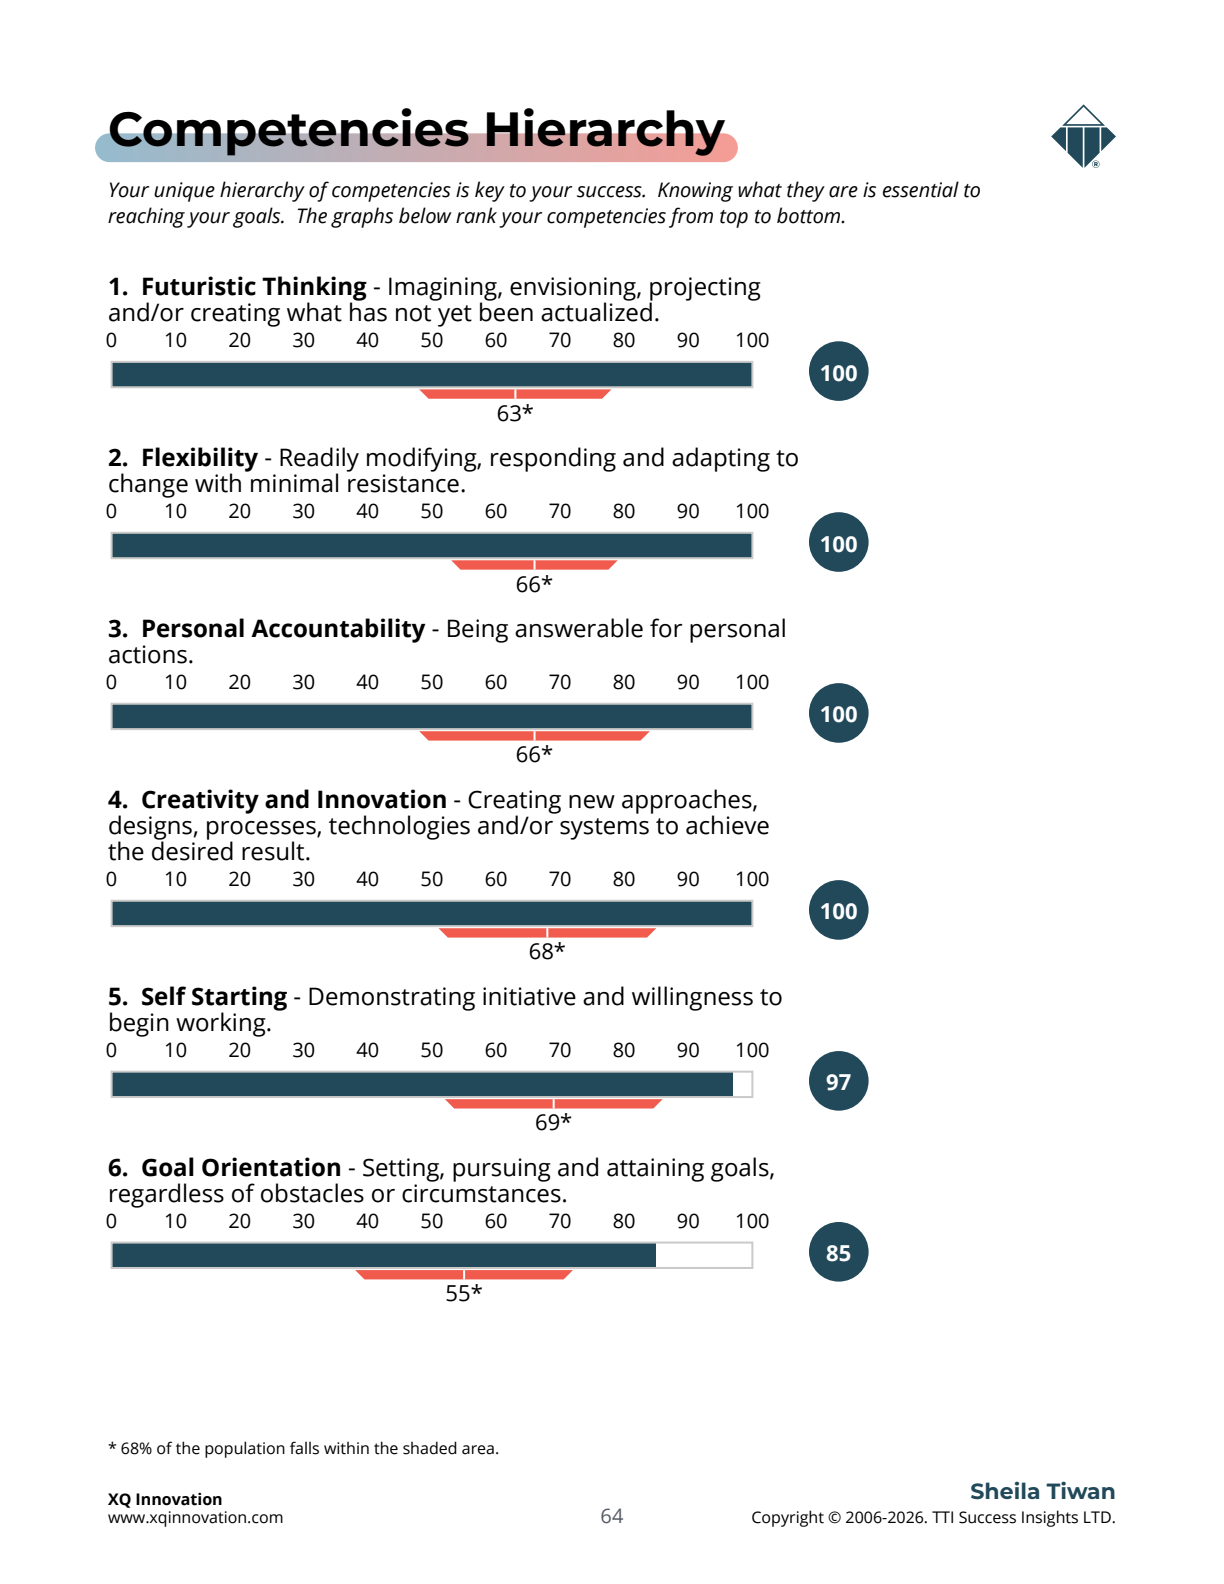 Competencies Hierarchy
®
Your unique hierarchy of competencies is key to your success.  Knowing what they are is essential to
reaching your goals.  The graphs below rank your competencies from top to bottom.
1.  Futuristic Thinking - Imagining, envisioning, projecting
and/or creating what has not yet been actualized.
0 10 20 30 40 50 60 70 80 90 100
100
63*
2.  Flexibility - Readily modifying, responding and adapting to
change with minimal resistance.
0 10 20 30 40 50 60 70 80 90 100
100
66*
3.  Personal Accountability - Being answerable for personal
actions.
0 10 20 30 40 50 60 70 80 90 100
100
66*
4.  Creativity and Innovation - Creating new approaches,
designs, processes, technologies and/or systems to achieve
the desired result.
0 10 20 30 40 50 60 70 80 90 100
100
68*
5.  Self Starting - Demonstrating initiative and willingness to
begin working.
0 10 20 30 40 50 60 70 80 90 100
97
69*
6.  Goal Orientation - Setting, pursuing and attaining goals,
regardless of obstacles or circumstances.
0 10 20 30 40 50 60 70 80 90 100
85
55*
* 68% of the population falls within the shaded area.
XQ Innovation
www.xqinnovation.com
64
Sheila Tiwan
Copyright © 2006-2026. TTI Success Insights LTD.